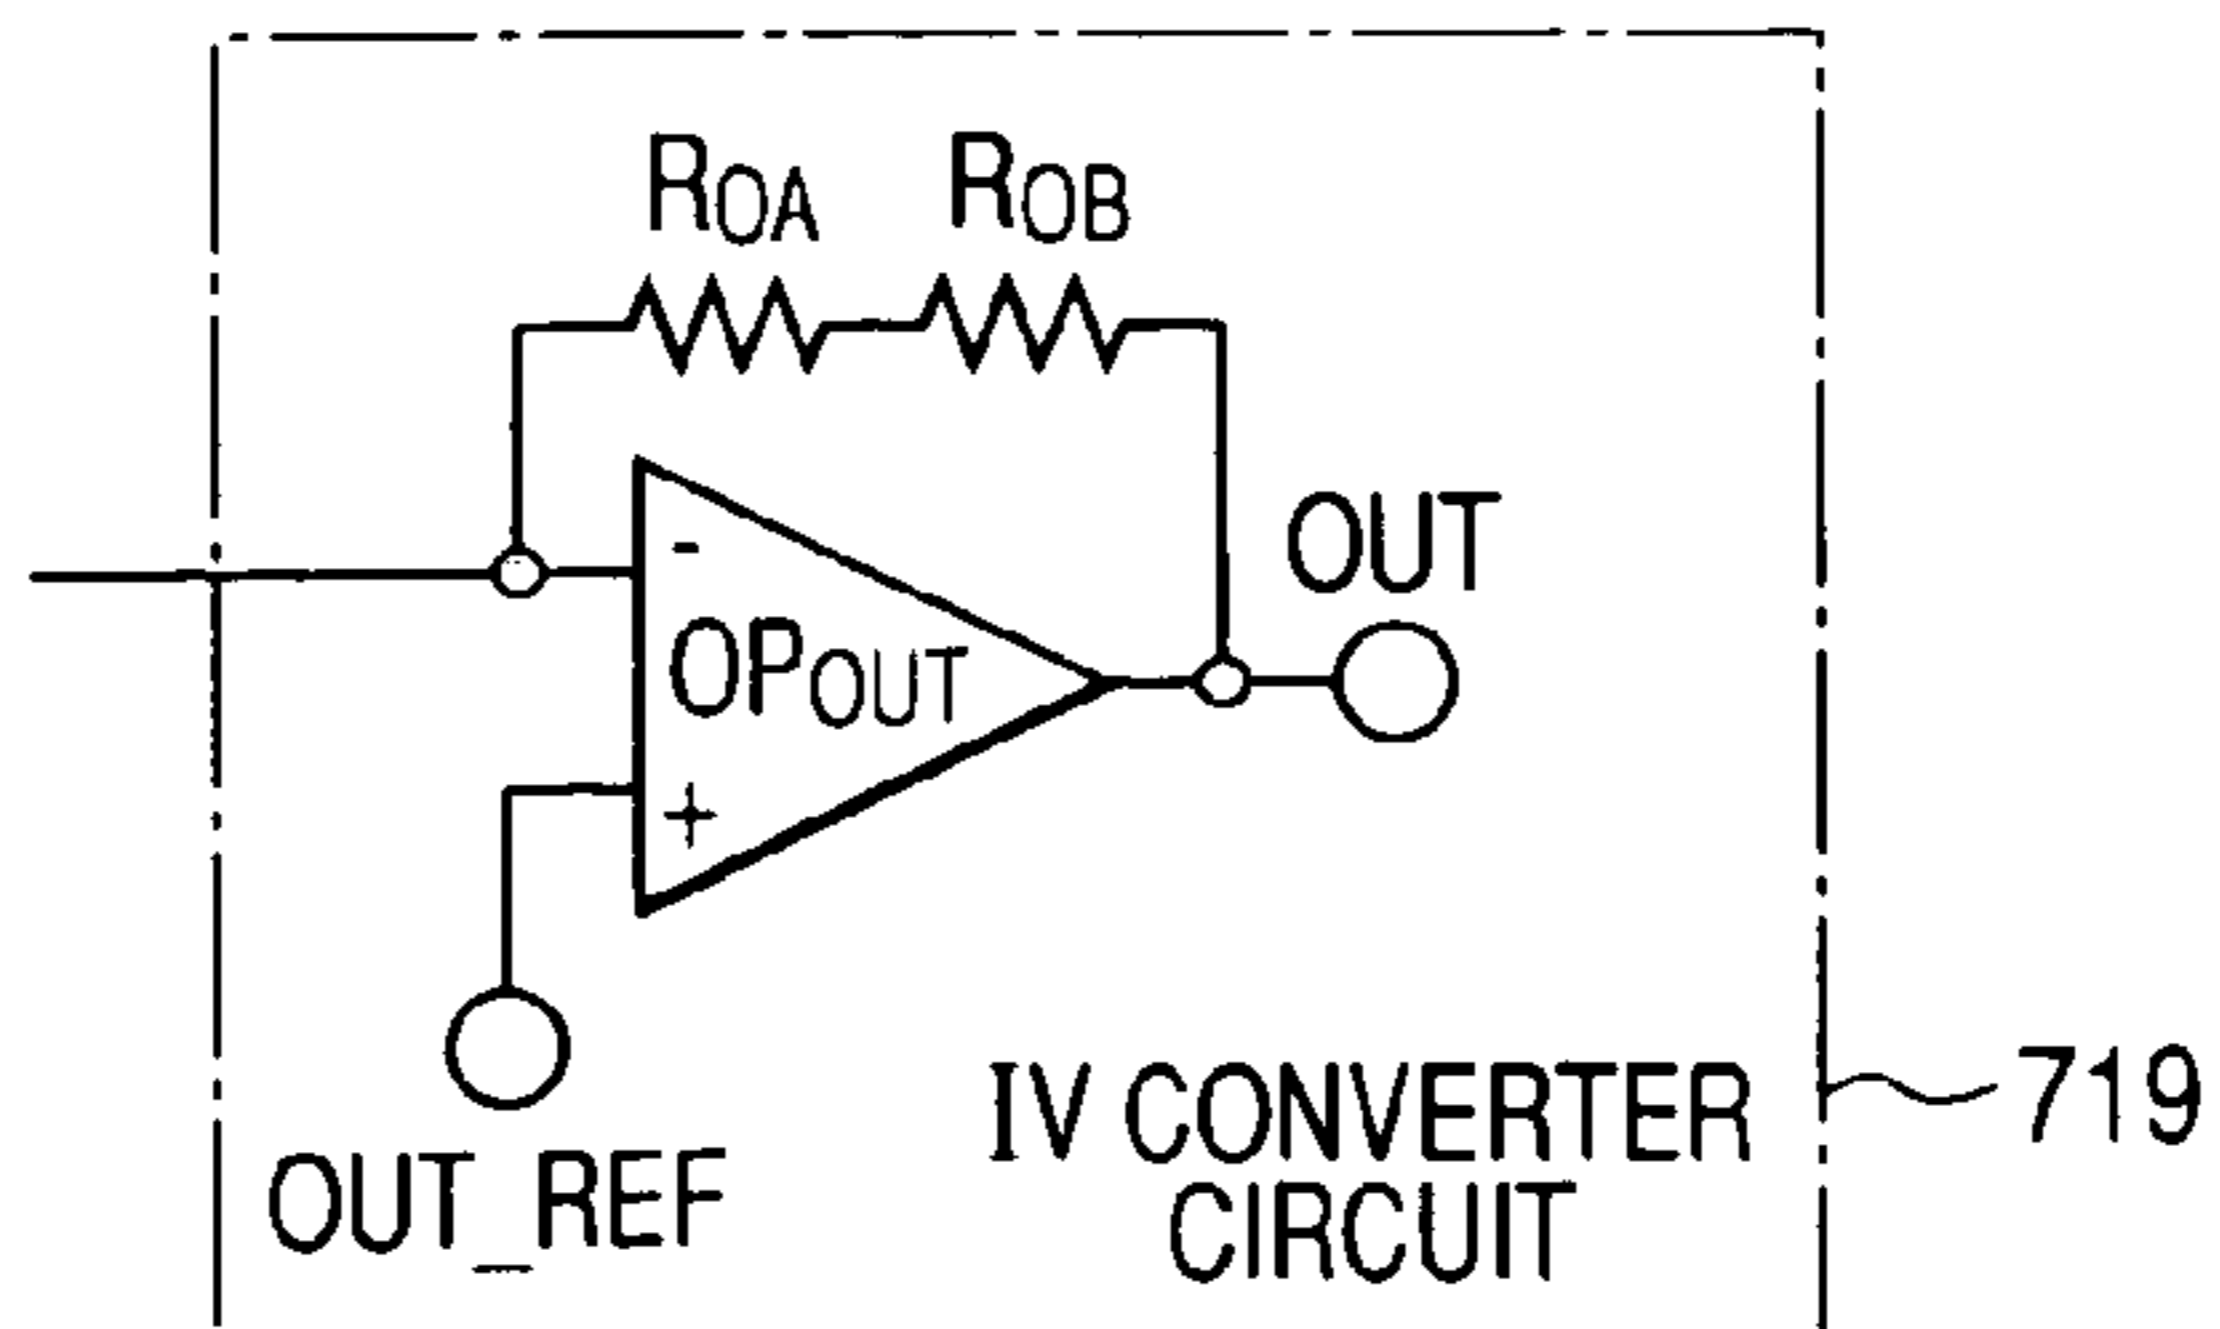 ROA ROB
-
OPOUT
+
OUT
OUT_REF
IV CONVERTER
CIRCUIT
719